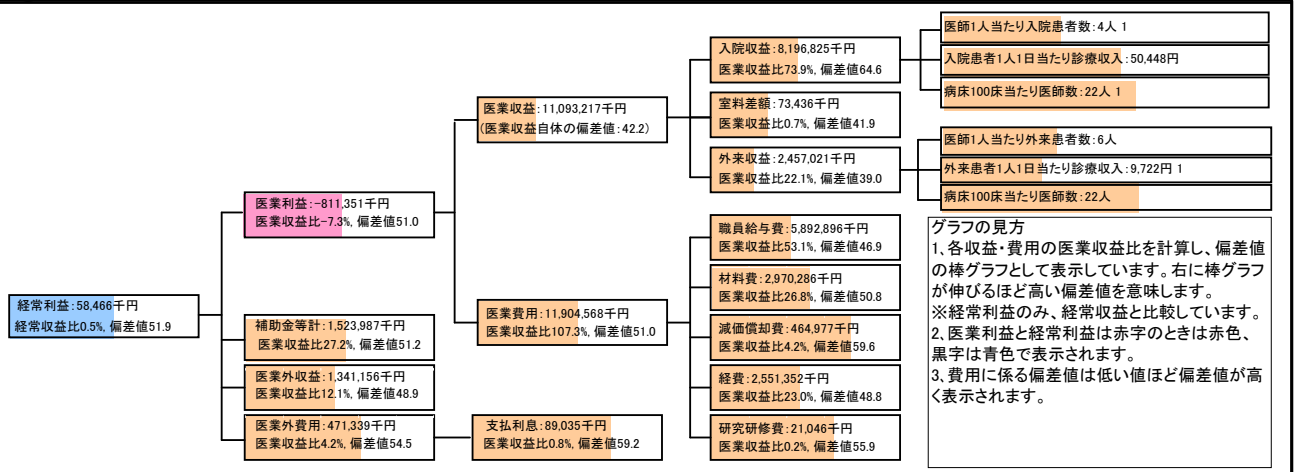 経常利益:58,466千円
経常収益比0.5%, 偏差値51.9
医業利益:-811,351千円
医業収益比-7.3%, 偏差値51.0
補助金等計:1,523,987千円
医業収益比27.2%, 偏差値51.2
医業外収益:1,341,156千円
医業収益比12.1%, 偏差値48.9
医業外費用:471,339千円
医業収益比4.2%, 偏差値54.5
医業収益:11,093,217千円
(医業収益自体の偏差値:42.2)
医業費用:11,904,568千円
医業収益比107.3%, 偏差値51.0
支払利息:89,035千円
医業収益比0.8%, 偏差値59.2
入院収益:8,196,825千円
医業収益比73.9%, 偏差値64.6
室料差額:73,436千円
医業収益比0.7%, 偏差値41.9
外来収益:2,457,021千円
医業収益比22.1%, 偏差値39.0
職員給与費:5,892,896千円
医業収益比53.1%, 偏差値46.9
材料費:2,970,286千円
医業収益比26.8%, 偏差値50.8
減価償却費:464,977千円
医業収益比4.2%, 偏差値59.6
経費:2,551,352千円
医業収益比23.0%, 偏差値48.8
研究研修費:21,046千円
医業収益比0.2%, 偏差値55.9
医師1人当たり入院患者数:4人 1
入院患者1人1日当たり診療収入:50,448円
病床100床当たり医師数:22人 1
医師1人当たり外来患者数:6人
外来患者1人1日当たり診療収入:9,722円 1
病床100床当たり医師数:22人
グラフの見方
1、各収益・費用の医業収益比を計算し、偏差値
の棒グラフとして表示しています。右に棒グラフ
が伸びるほど高い偏差値を意味します。
※経常利益のみ、経常収益と比較しています。
2、医業利益と経常利益は赤字のときは赤色、
黒字は青色で表示されます。
3、費用に係る偏差値は低い値ほど偏差値が高
く表示されます。